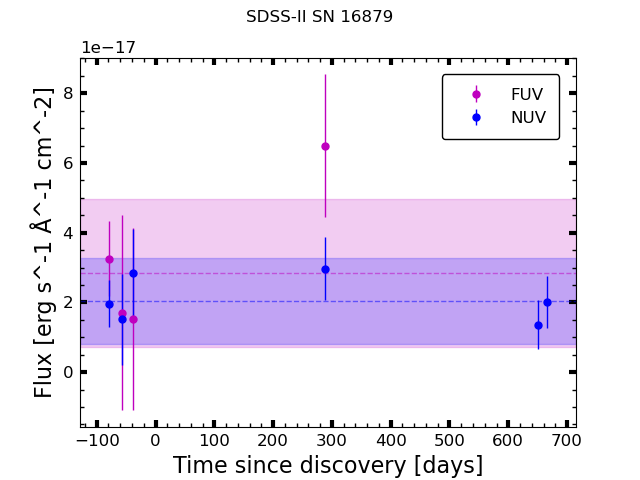 SDSS-II SN 16879
1e−17
FUV
NUV
8
6
4
2
0
Flux [erg s^-1 Å^-1 cm^-2]
−100 0 100 200 300 400 500 600 700
Time since discovery [days]